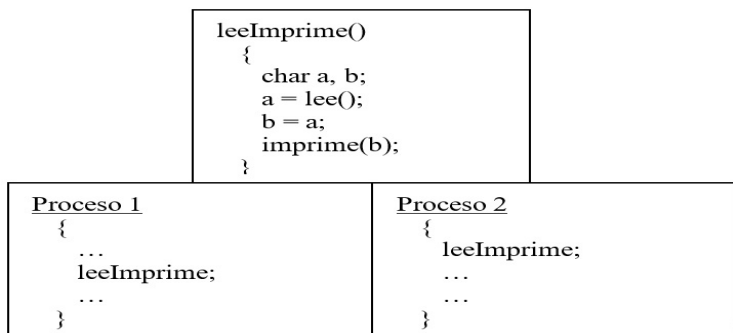 leeImprime()
{
char a, b;
a = lee();
b = a;
imprime(b);
}
Proceso 1
{
...
leeImprime;
...
}
Proceso 2
{
leeImprime;
...
...
}